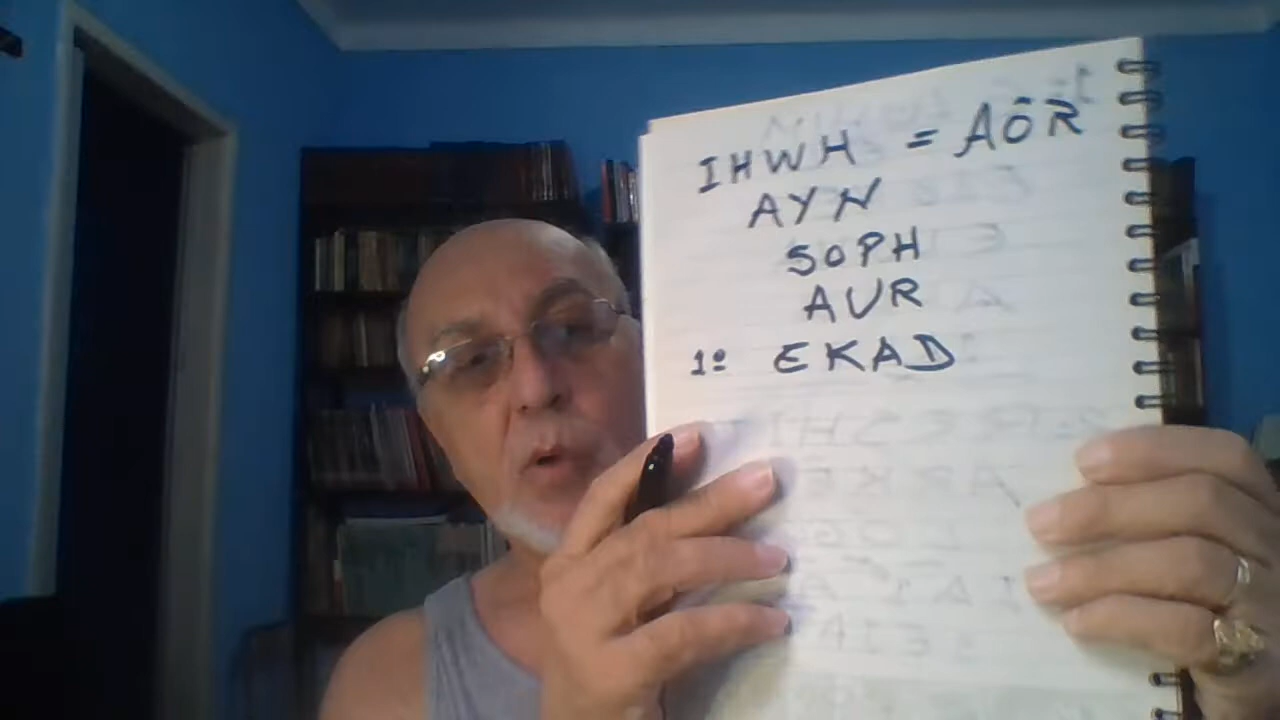 IHWH = AÔR
AYN
SOPH
AUR
1º EKAD